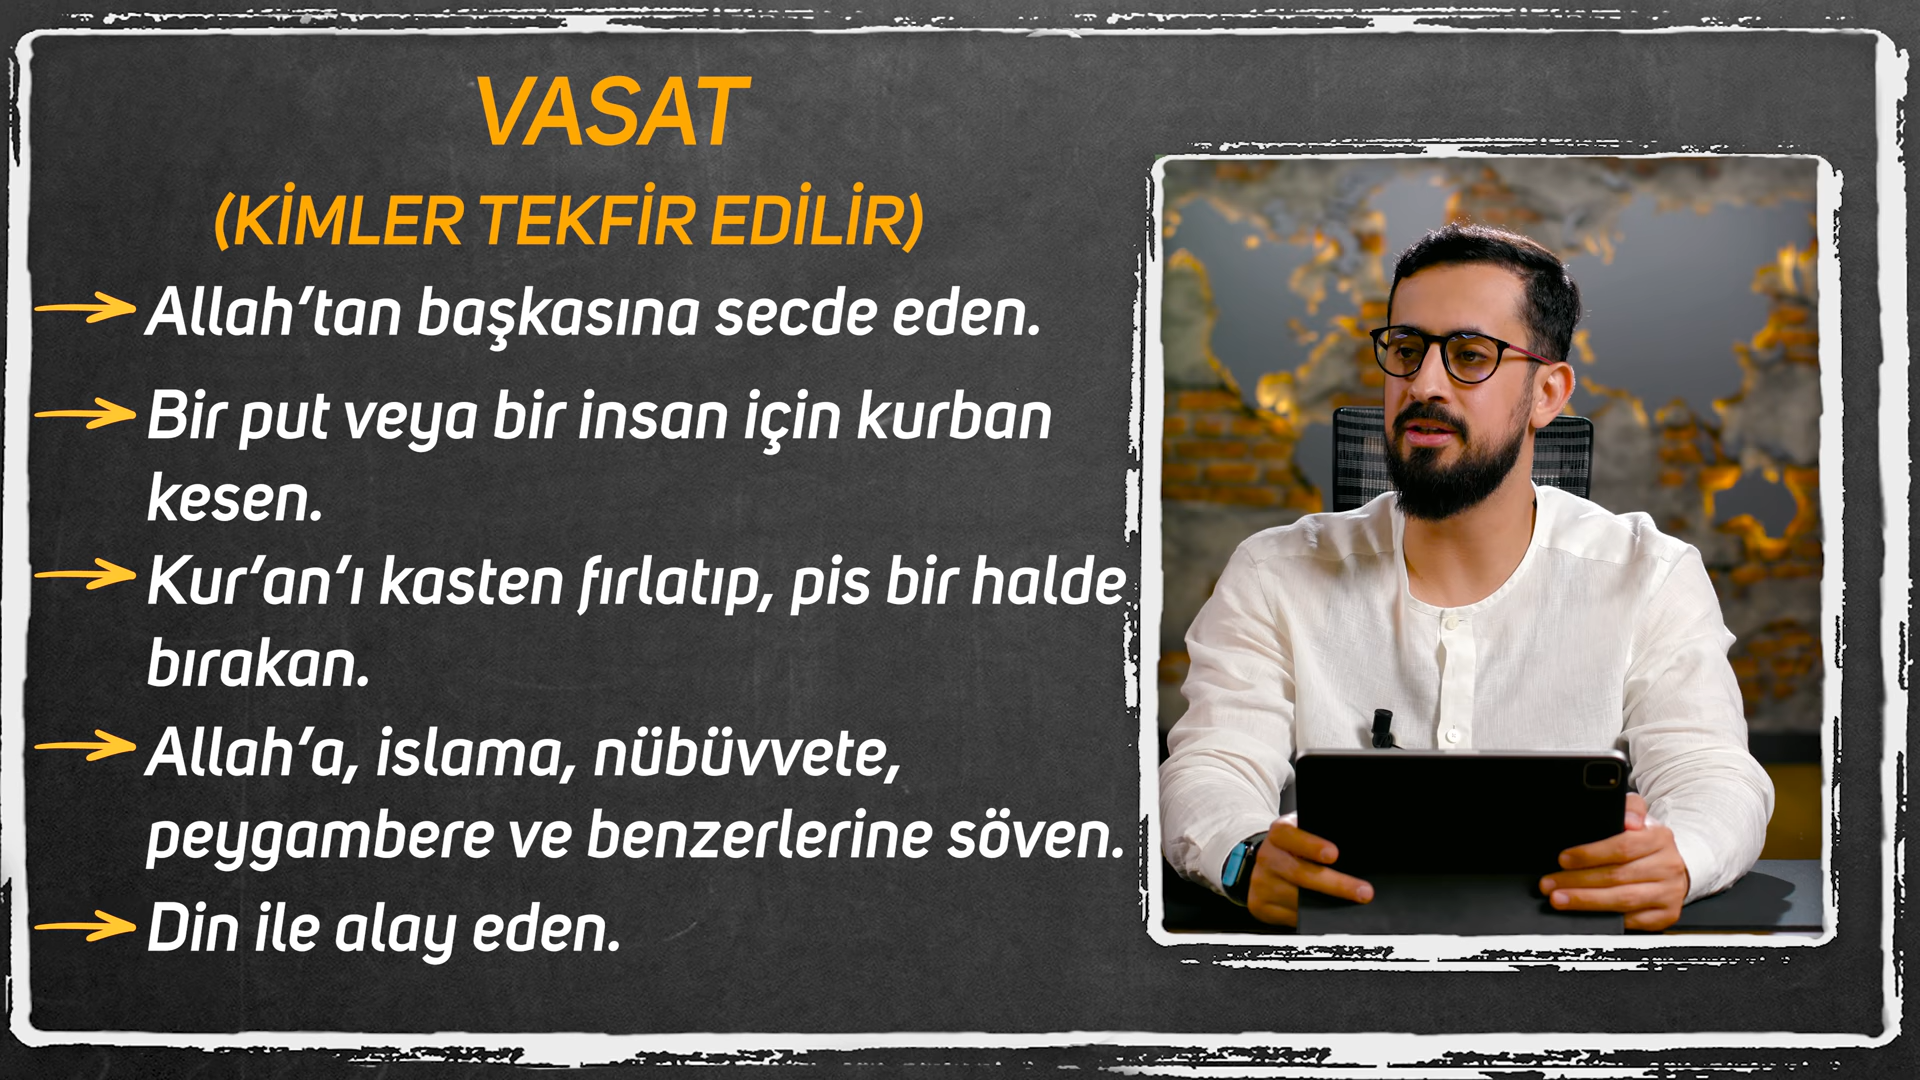 VASAT
(KİMLER TEKFİR EDİLİR)
Allah’tan başkasına secde eden.
Bir put veya bir insan için kurban
kesen.
Kur’an’ı kasten fırlatıp, pis bir halde
bırakan.
Allah’a, islama, nübüvvete,
peygambere ve benzerlerine söven.
Din ile alay eden.